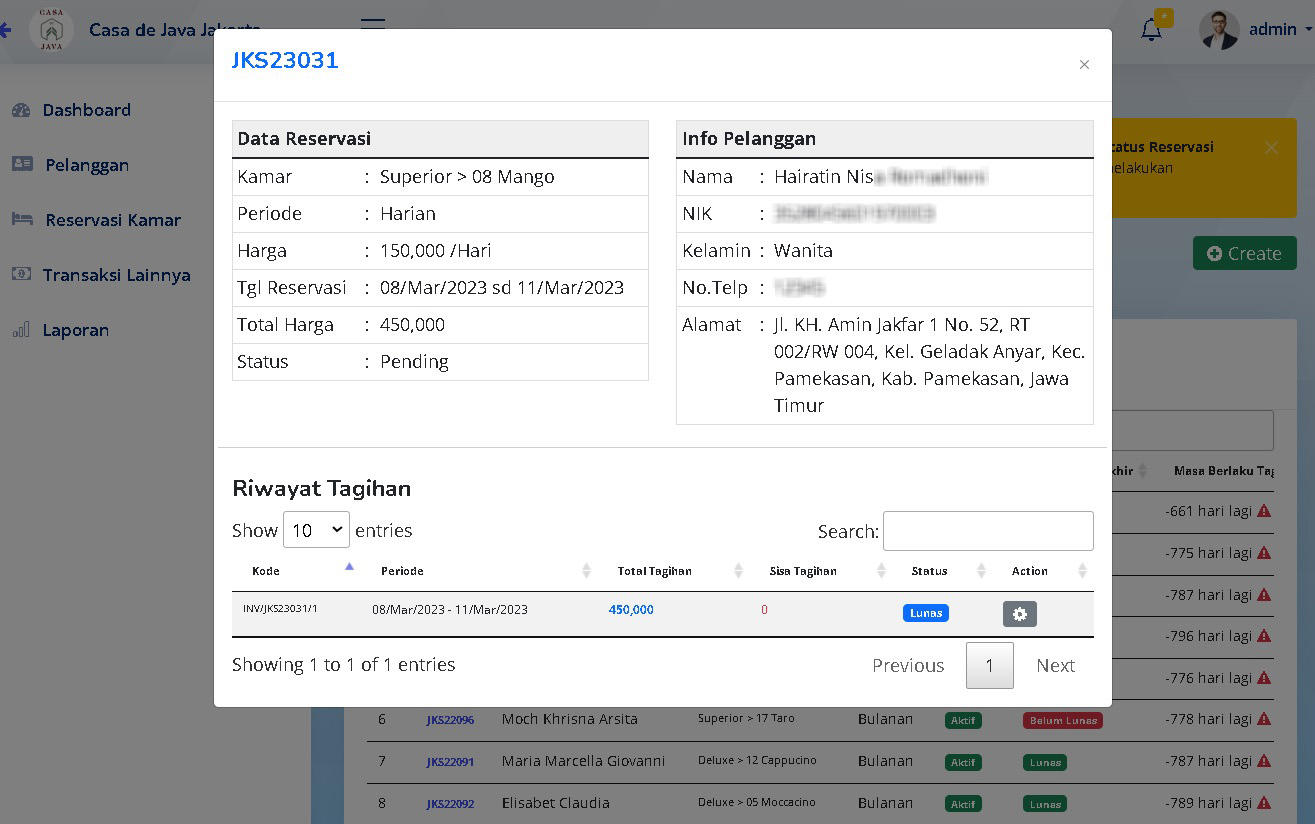 CASA
JAVA
Casa de Java Jakarta
admin
JKS23031
×
Dashboard
Pelanggan
Reservasi Kamar
Transaksi Lainnya
Laporan
Data Reservasi
Kamar : Superior > 08 Mango
Periode : Harian
Harga : 150,000 /Hari
Tgl Reservasi : 08/Mar/2023 sd 11/Mar/2023
Total Harga : 450,000
Status : Pending
Info Pelanggan
Nama : Hairatin
NIK :
Kelamin : Wanita
No.Telp :
Alamat : Jl. KH. Amin Jakfar 1 No. 52, RT
002/RW 004, Kel. Geladak Anyar, Kec.
Pamekasan, Kab. Pamekasan, Jawa
Timur
Reservasi
Create
Riwayat Tagihan
Show 10 entries
Search:
Kode Periode Total Tagihan Sisa Tagihan Status Action
INV/JKS23031/1 08/Mar/2023 - 11/Mar/2023 450,000 0 Lunas
Showing 1 to 1 of 1 entries
Previous 1 Next
Masa Berlaku
-661 hari lagi
-775 hari lagi
-787 hari lagi
-796 hari lagi
-776 hari lagi
6 JKS22096 Moch Khrisna Arsita Superior > 17 Taro Bulanan Aktif Belum Lunas -778 hari lagi
7 JKS22091 Maria Marcella Giovanni Deluxe > 12 Cappucino Bulanan Aktif Lunas -787 hari lagi
8 JKS22092 Elisabet Claudia Deluxe > 05 Moccacino Bulanan Aktif Lunas -789 hari lagi